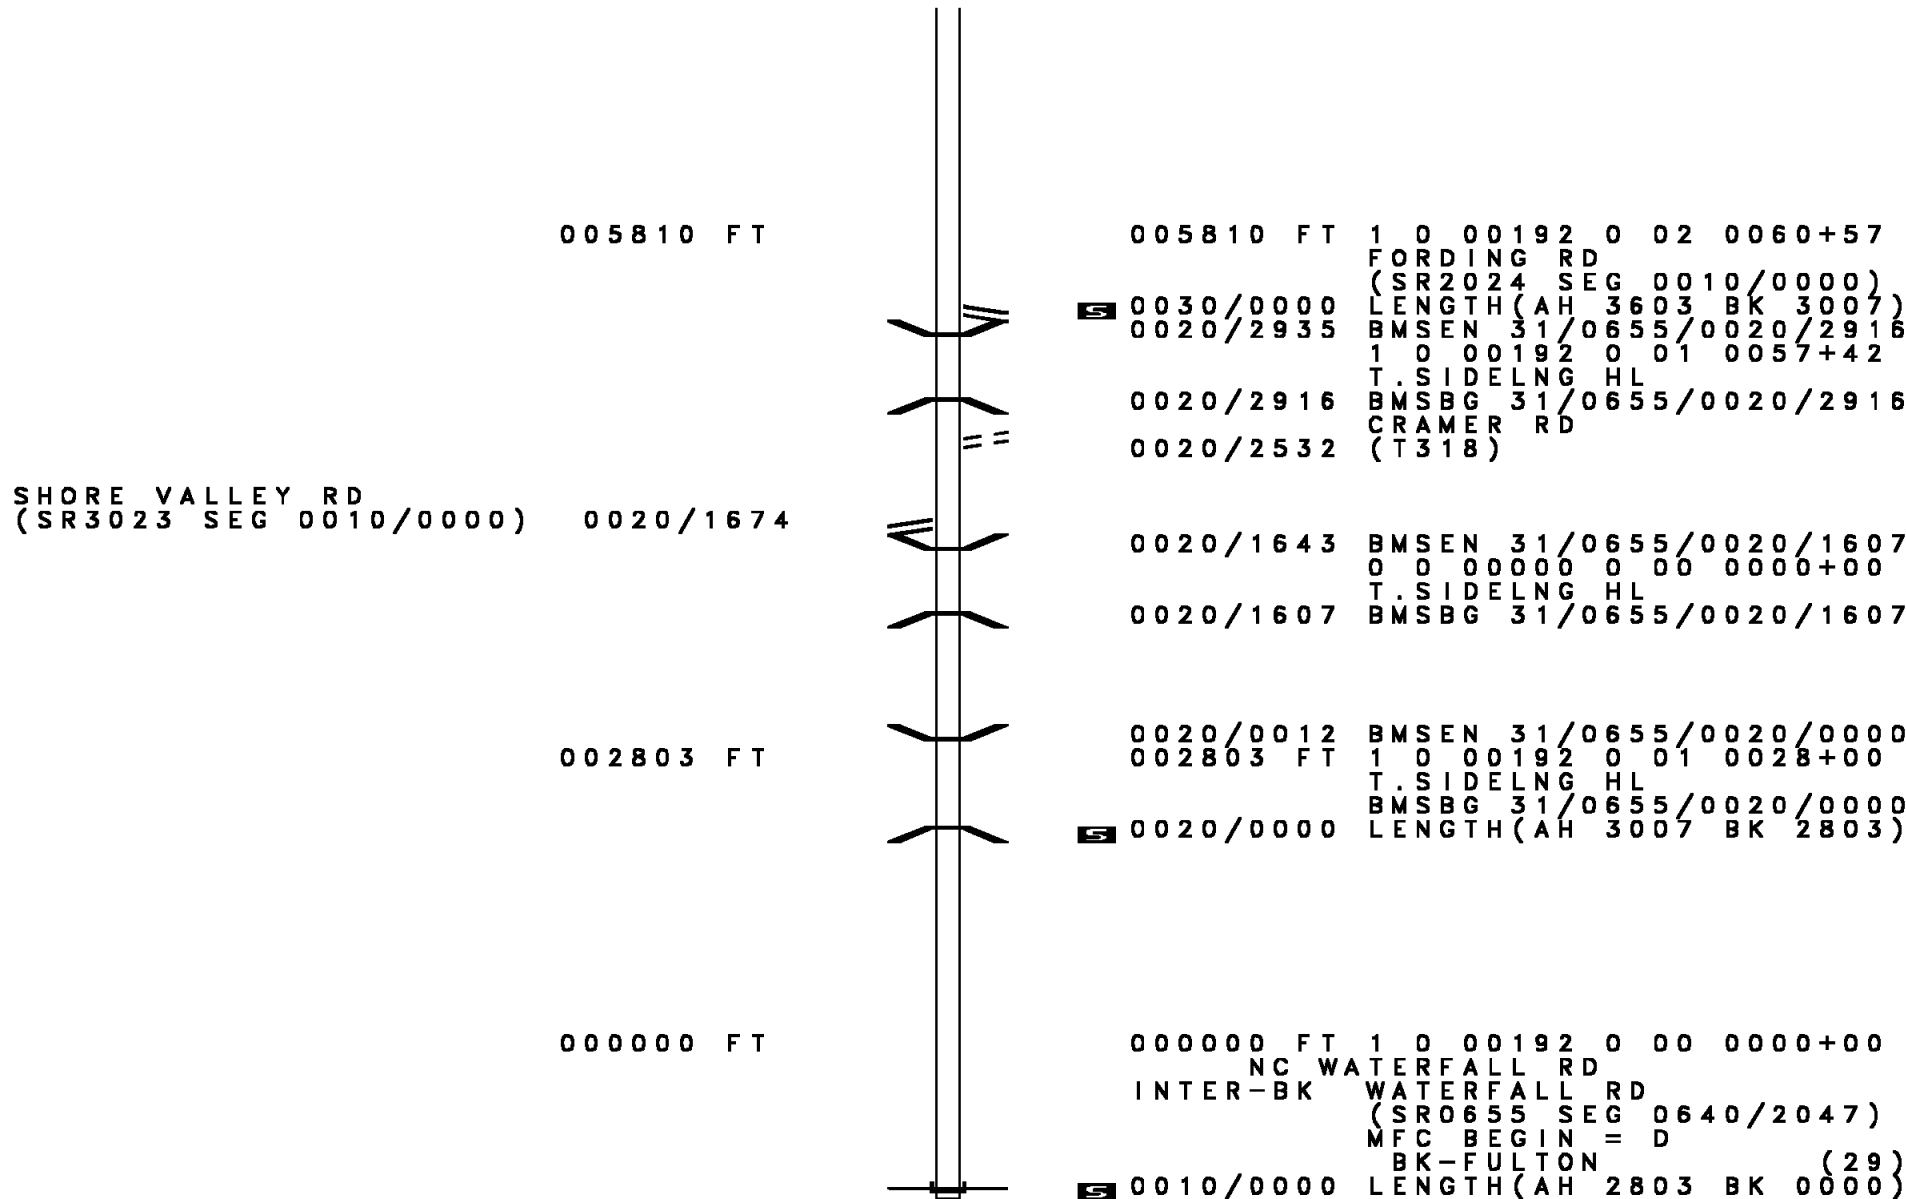 005810 FT 005810 FT 1 0 00192 0 02 0060+57
FORDING RD
(SR2024 SEG 0010/0000)
S 0030/0000 LENGTH(AH 3603 BK 3007)
0020/2935 BMSEN 31/0655/0020/2916
1 0 00192 0 01 0057+42
T.SIDELNG HL
0020/2916 BMSBG 31/0655/0020/2916
CRAMER RD
0020/2532 (T318)
SHORE VALLEY RD
(SR3023 SEG 0010/0000) 0020/1674
0020/1643 BMSEN 31/0655/0020/1607
0 0 00000 0 00 0000+00
T.SIDELNG HL
0020/1607 BMSBG 31/0655/0020/1607
0020/0012 BMSEN 31/0655/0020/0000
002803 FT 002803 FT 1 0 00192 0 01 0028+00
T.SIDELNG HL
BMSBG 31/0655/0020/0000
S 0020/0000 LENGTH(AH 3007 BK 2803)
000000 FT 000000 FT 1 0 00192 0 00 0000+00
NC WATERFALL RD
INTER-BK WATERFALL RD
(SR0655 SEG 0640/2047)
MFC BEGIN = D
BK-FULTON (29)
S 0010/0000 LENGTH(AH 2803 BK 0000)